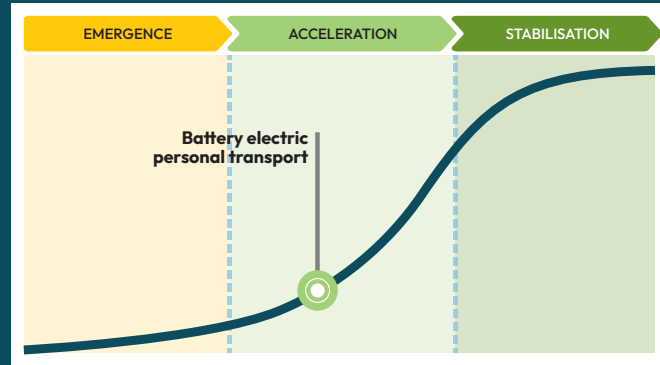 EMERGENCE
ACCELERATION
STABILISATION
Battery electric
personal transport